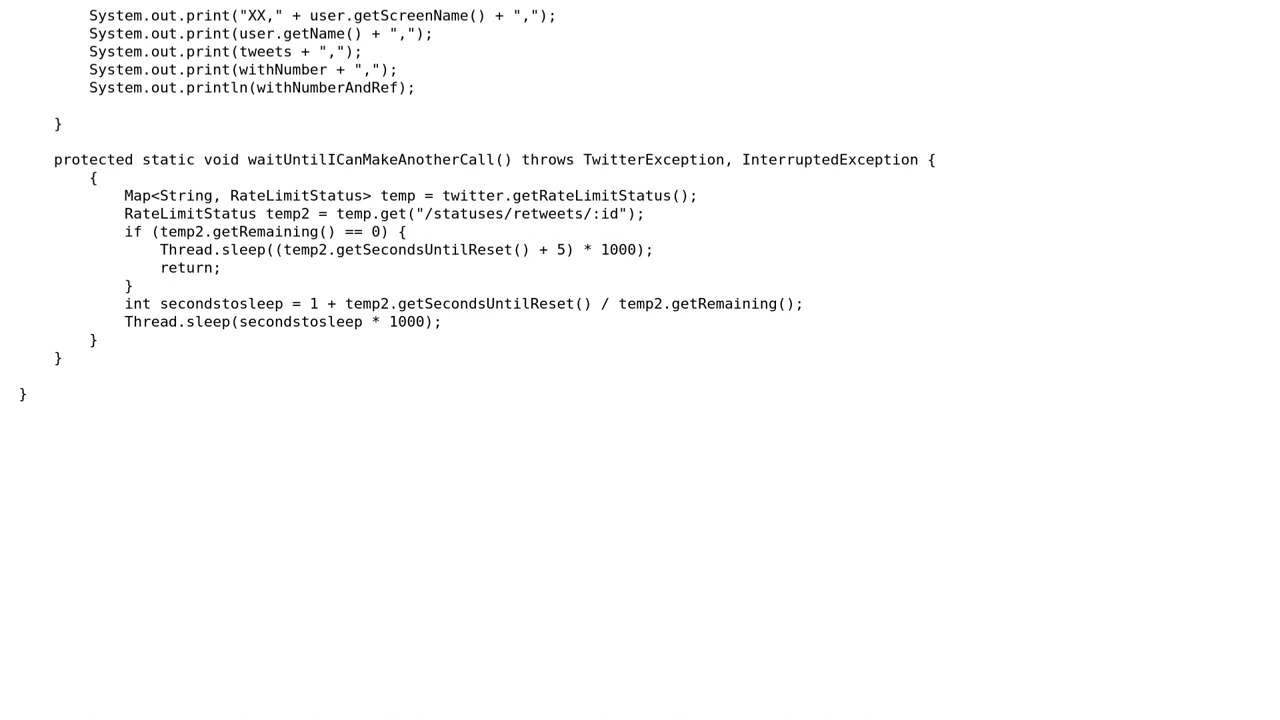 System.out.print("XX," + user.getScreenName() + ",");
        System.out.print(user.getName() + ",");
        System.out.print(tweets + ",");
        System.out.print(withNumber + ",");
        System.out.println(withNumberAndRef);

    }

    protected static void waitUntilICanMakeAnotherCall() throws TwitterException, InterruptedException {
        {
            Map<String, RateLimitStatus> temp = twitter.getRateLimitStatus();
            RateLimitStatus temp2 = temp.get("/statuses/retweets/:id");
            if (temp2.getRemaining() == 0) {
                Thread.sleep((temp2.getSecondsUntilReset() + 5) * 1000);
                return;
            }
            int secondstosleep = 1 + temp2.getSecondsUntilReset() / temp2.getRemaining();
            Thread.sleep(secondstosleep * 1000);
        }
    }

}